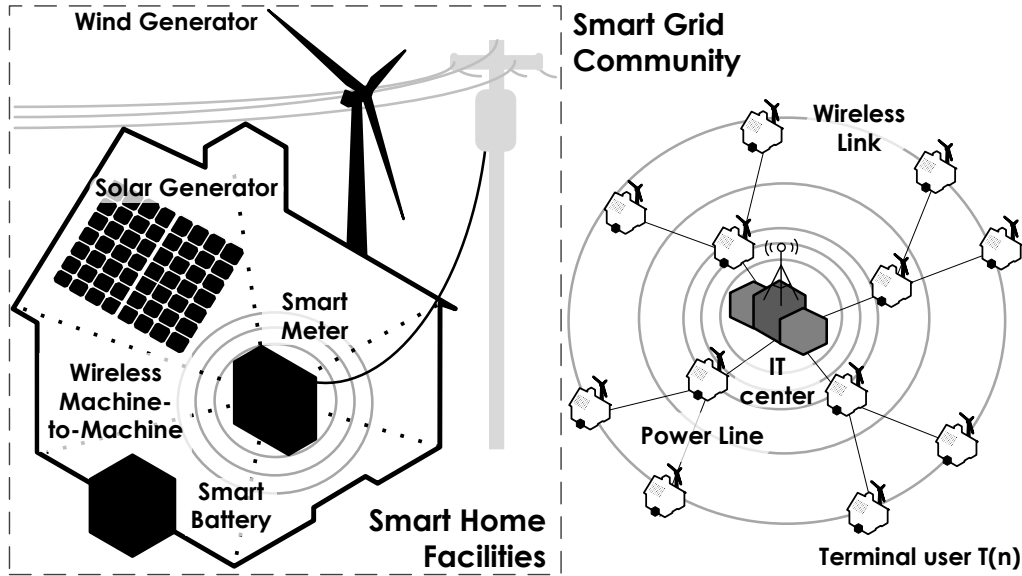 Wind Generator
Solar Generator
Smart
Meter
Wireless
Machine-
to-Machine
Smart
Battery
Smart Home
Facilities
Smart Grid
Community
Wireless
Link
IT
center
Power Line
Terminal user T(n)